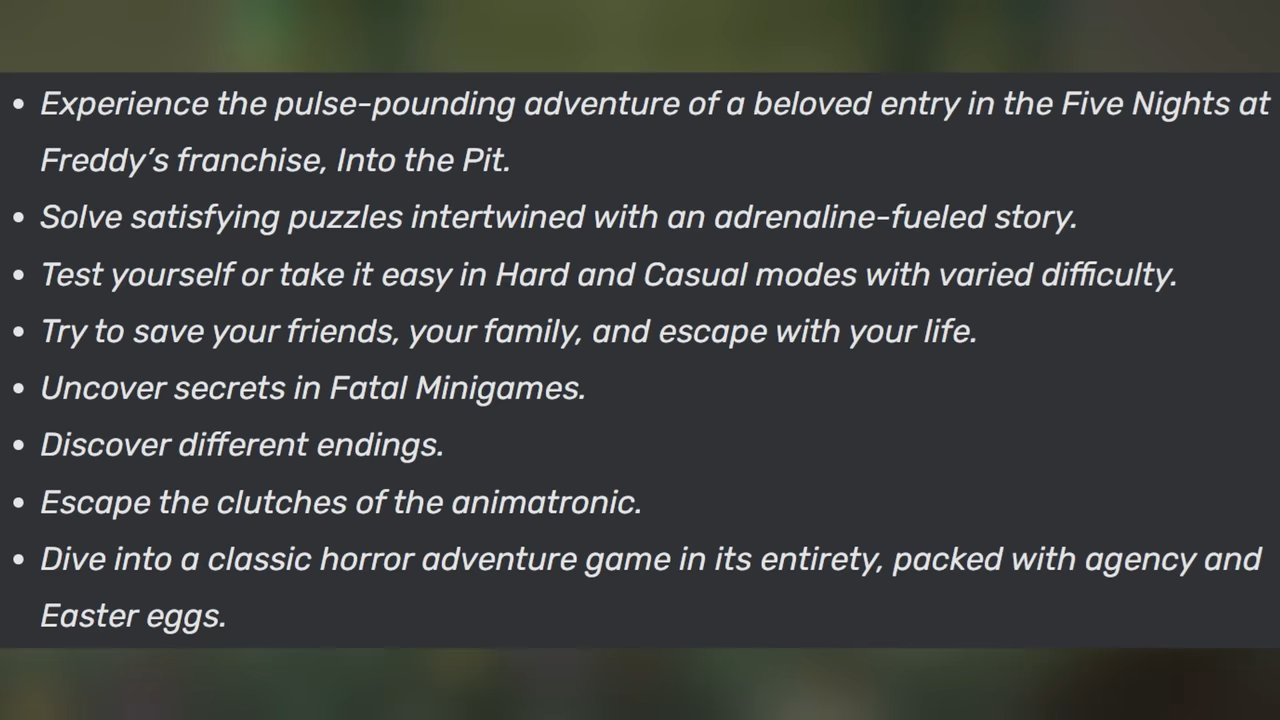 • Experience the pulse-pounding adventure of a beloved entry in the Five Nights at
Freddy’s franchise, Into the Pit.
• Solve satisfying puzzles intertwined with an adrenaline-fueled story.
• Test yourself or take it easy in Hard and Casual modes with varied difficulty.
• Try to save your friends, your family, and escape with your life.
• Uncover secrets in Fatal Minigames.
• Discover different endings.
• Escape the clutches of the animatronic.
• Dive into a classic horror adventure game in its entirety, packed with agency and
Easter eggs.